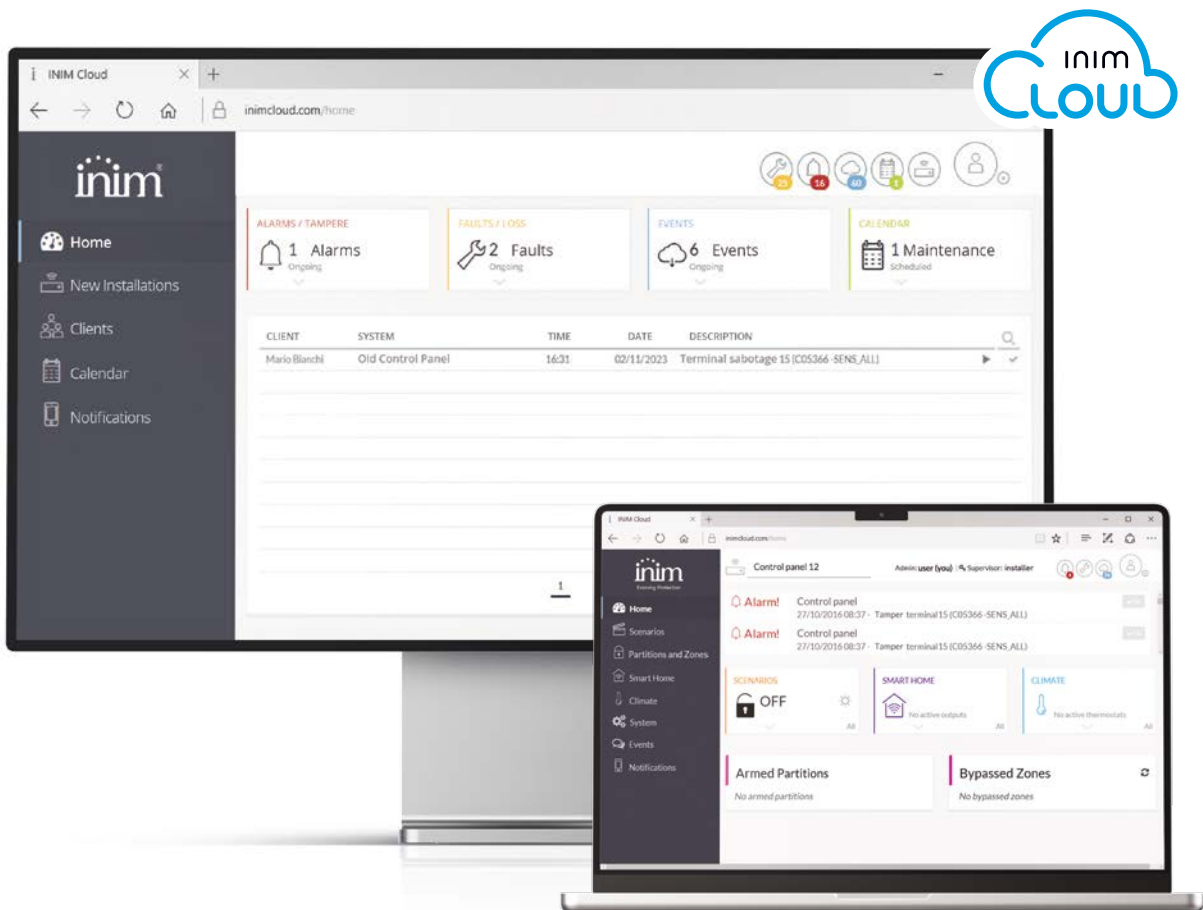 inim
CLOUD
INIM Cloud
inimcloud.com/home
inim
25 16 60 1
ALARMS / TAMPERE FAULTS / LOSS EVENTS CALENDAR
Home
1 Alarms 2 Faults 6 Events 1 Maintenance
Ongoing Ongoing Ongoing Scheduled
New Installations
Clients
Calendar
Notifications
CLIENT SYSTEM TIME DATE DESCRIPTION
Mario Bianchi Old Control Panel 16:31 02/11/2023 Terminal sabotage 15 (C05366 -SENS_ALL)
1
INIM Cloud
inimcloud.com/home
inim
Evolving Protection
Control panel 12 Admin: user (you) Supervisor: installer
Home
Scenarios
Partitions and Zones
Smart Home
Climate
System
Events
Notifications
Alarm! Control panel
27/10/2016 08:37 - Tamper terminal 15 (C05366 -SENS_ALL)
Alarm! Control panel
27/10/2016 08:37 - Tamper terminal 15 (C05366 -SENS_ALL)
SCENARIOS SMART HOME CLIMATE
OFF
No active outputs No active thermostats
All All All
Armed Partitions Bypassed Zones
No armed partitions No bypassed zones